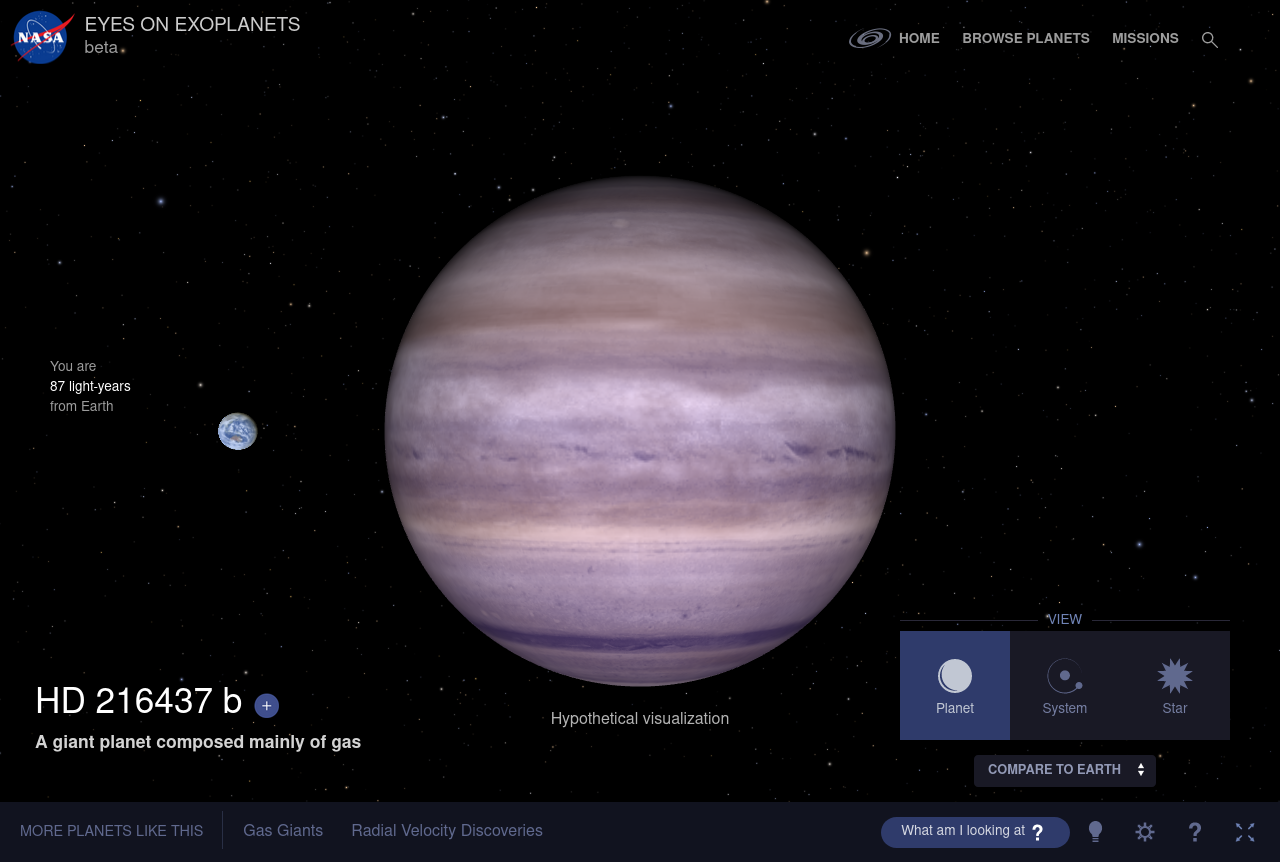 NASA
EYES ON EXOPLANETS
beta
HOME
BROWSE PLANETS
MISSIONS
You are
87 light-years
from Earth
VIEW
Planet
System
Star
HD 216437 b +
Hypothetical visualization
A giant planet composed mainly of gas
COMPARE TO EARTH
MORE PLANETS LIKE THIS
Gas Giants
Radial Velocity Discoveries
What am I looking at ?
?